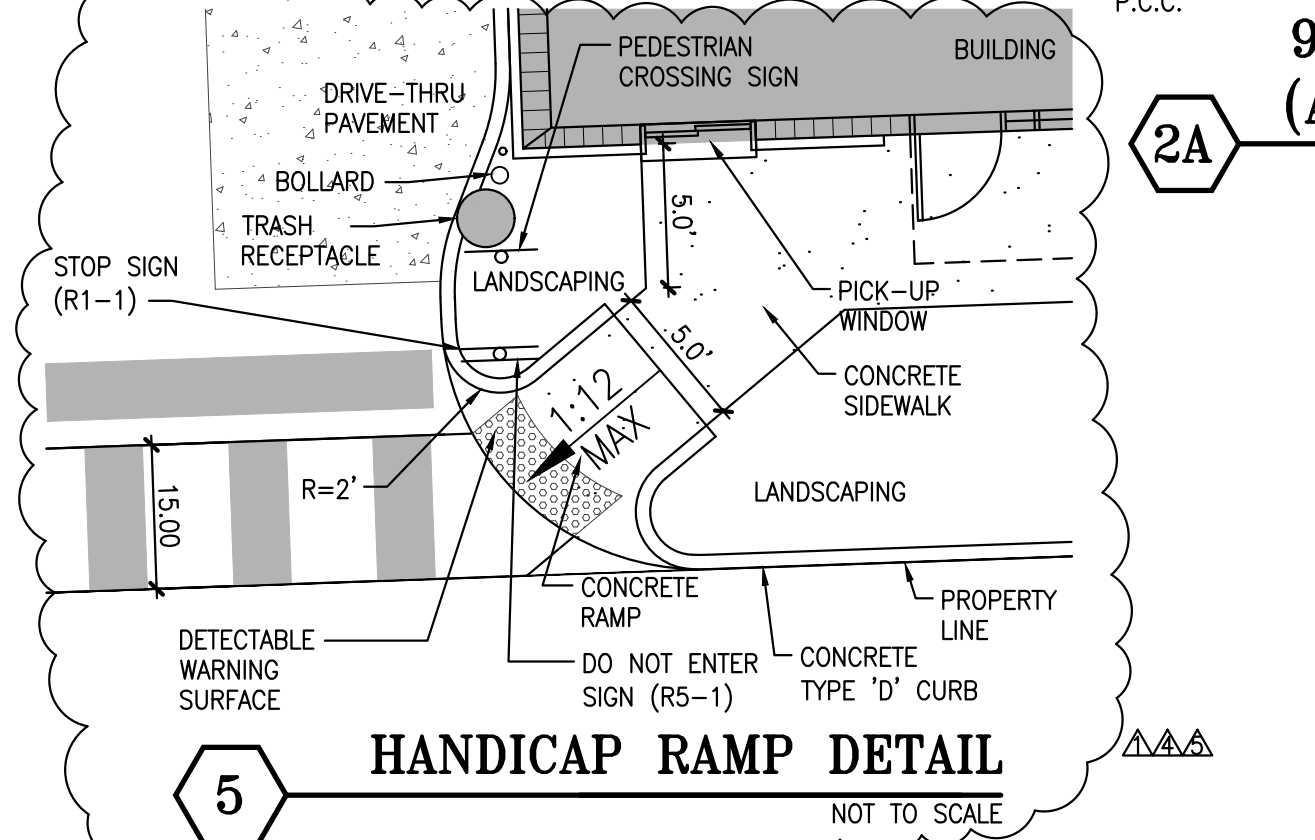 P.C.C.
PEDESTRIAN
CROSSING SIGN
BUILDING
9
(A
2A
DRIVE-THRU
PAVEMENT
BOLLARD
TRASH
RECEPTACLE
STOP SIGN
(R1-1)
LANDSCAPING
5.0'
PICK-UP
WINDOW
5.0'
CONCRETE
SIDEWALK
1:12
MAX
R=2'
15.00
LANDSCAPING
CONCRETE
RAMP
PROPERTY
LINE
DETECTABLE
WARNING
SURFACE
DO NOT ENTER
SIGN (R5-1)
CONCRETE
TYPE 'D' CURB
1 4 5
5
HANDICAP RAMP DETAIL
NOT TO SCALE